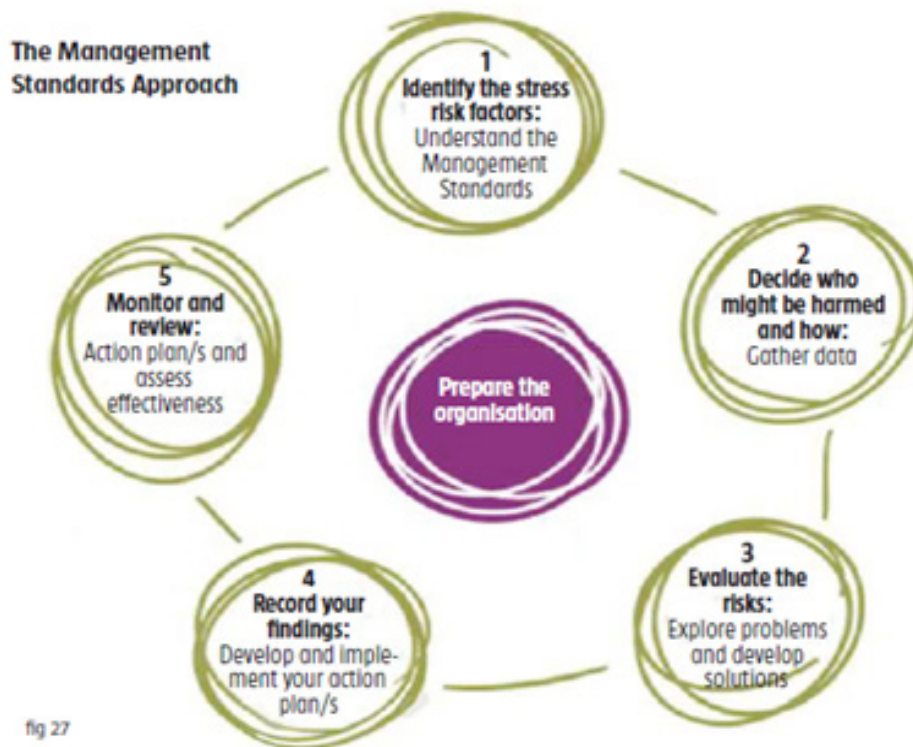 The Management
Standards Approach
1
Identify the stress
risk factors:
Understand the
Management
Standards
2
Decide who
might be harmed
and how:
Gather data
3
Evaluate the
risks:
Explore problems
and develop
solutions
4
Record your
findings:
Develop and imple-
ment your action
plan/s
5
Monitor and
review:
Action plan/s and
assess
effectiveness
Prepare the
organisation
fig 27